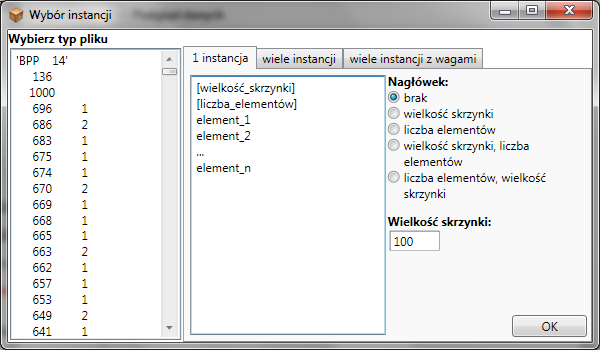 Wybór instancji
Wybierz typ pliku
'BPP 14'
136
1000
696 1
686 2
683 1
675 1
674 1
670 2
669 1
668 1
665 1
663 2
662 1
657 1
653 1
649 2
641 1
1 instancja
wiele instancji
wiele instancji z wagami
[wielkość_skrzynki]
[liczba_elementów]
element_1
element_2
...
element_n
Nagłówek:
brak
wielkość skrzynki
liczba elementów
wielkość skrzynki, liczba
elementów
liczba elementów, wielkość
skrzynki
Wielkość skrzynki:
100
OK